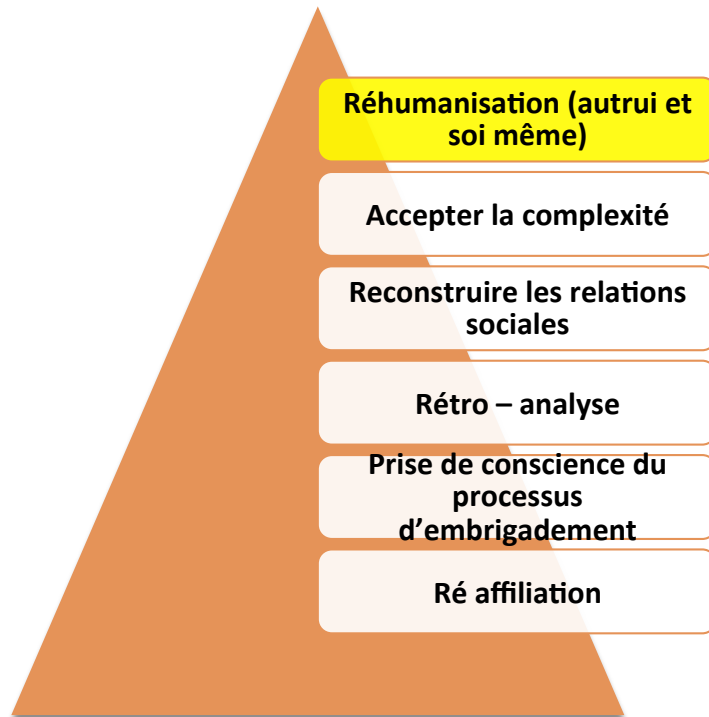 Réhumanisation (autrui et
soi même)
Accepter la complexité
Reconstruire les relations
sociales
Rétro – analyse
Prise de conscience du
processus
d’embrigadement
Ré affiliation